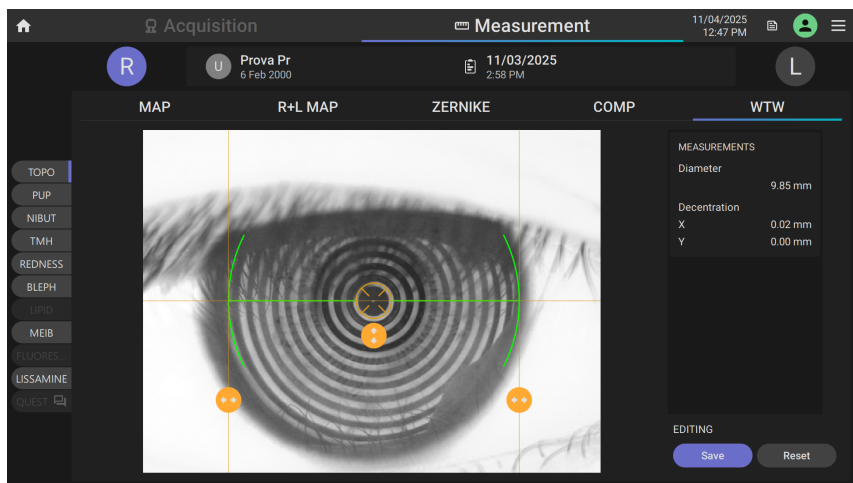 Acquisition
Measurement
11/04/2025
12:47 PM
R
U
Prova Pr
6 Feb 2000
11/03/2025
2:58 PM
L
MAP
R+L MAP
ZERNIKE
COMP
WTW
TOPO
PUP
NIBUT
TMH
REDNESS
BLEPH
LIPID
MEIB
FLUORES...
LISSAMINE
QUEST
MEASUREMENTS
Diameter
9.85 mm
Decentration
X 0.02 mm
Y 0.00 mm
EDITING
Save
Reset